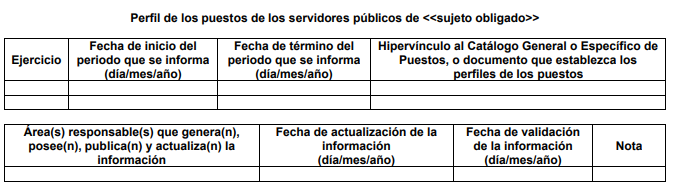 Perfil de los puestos de los servidores públicos de <<sujeto obligado>>
Ejercicio
Fecha de inicio del
periodo que se informa
(día/mes/año)
Fecha de término del
periodo que se informa
(día/mes/año)
Hipervínculo al Catálogo General o Específico de
Puestos, o documento que establezca los
perfiles de los puestos
Área(s) responsable(s) que genera(n),
posee(n), publica(n) y actualiza(n) la
información
Fecha de actualización de la
información
(día/mes/año)
Fecha de validación
de la información
(día/mes/año)
Nota